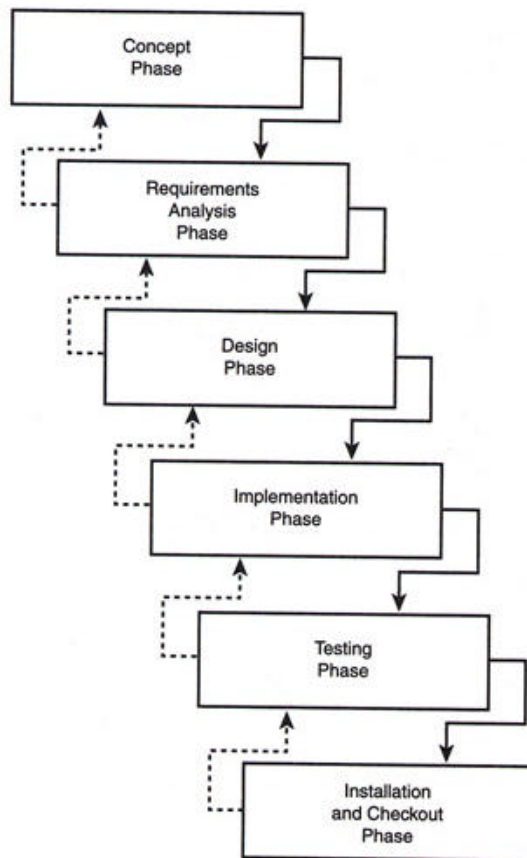 Concept
Phase
Requirements
Analysis
Phase
Design
Phase
Implementation
Phase
Testing
Phase
Installation
and Checkout
Phase